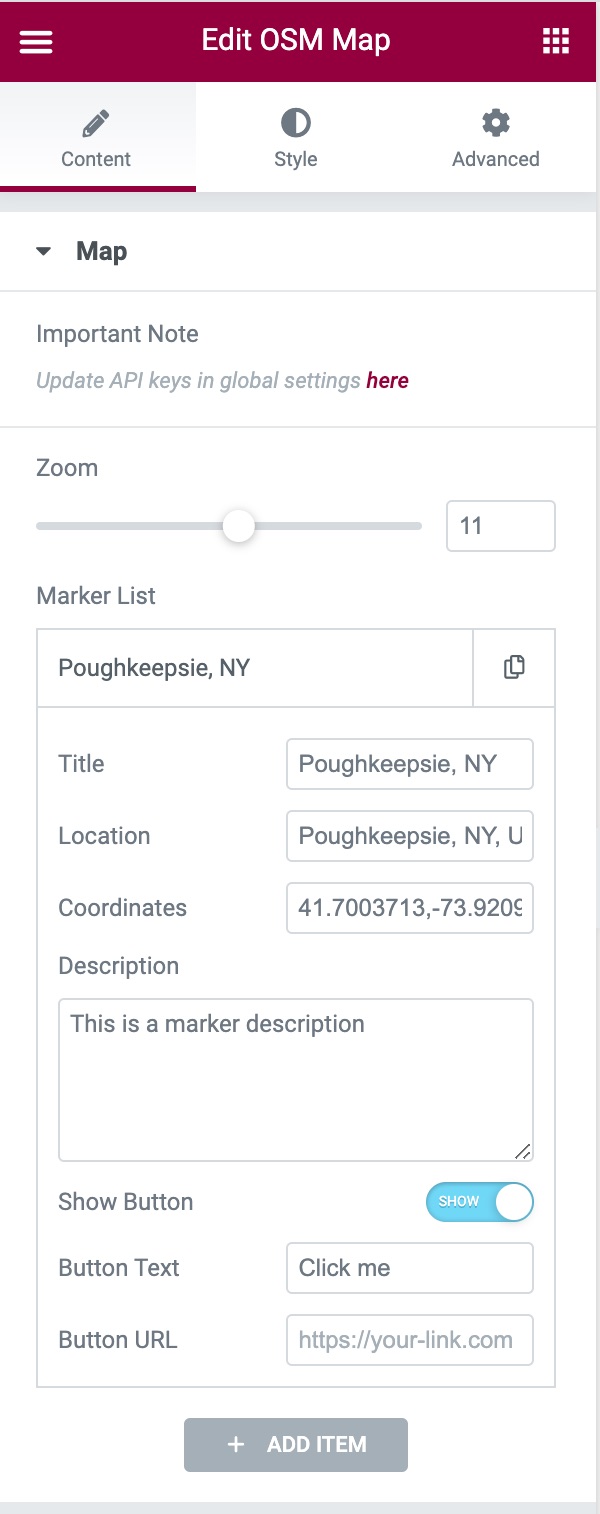 Edit OSM Map
Content Style Advanced
Map
Important Note
Update API keys in global settings here
Zoom
11
Marker List
Poughkeepsie, NY
Title Poughkeepsie, NY
Location Poughkeepsie, NY, U
Coordinates 41.7003713,-73.9209
Description
This is a marker description
Show Button SHOW
Button Text Click me
Button URL https://your-link.com
+ ADD ITEM